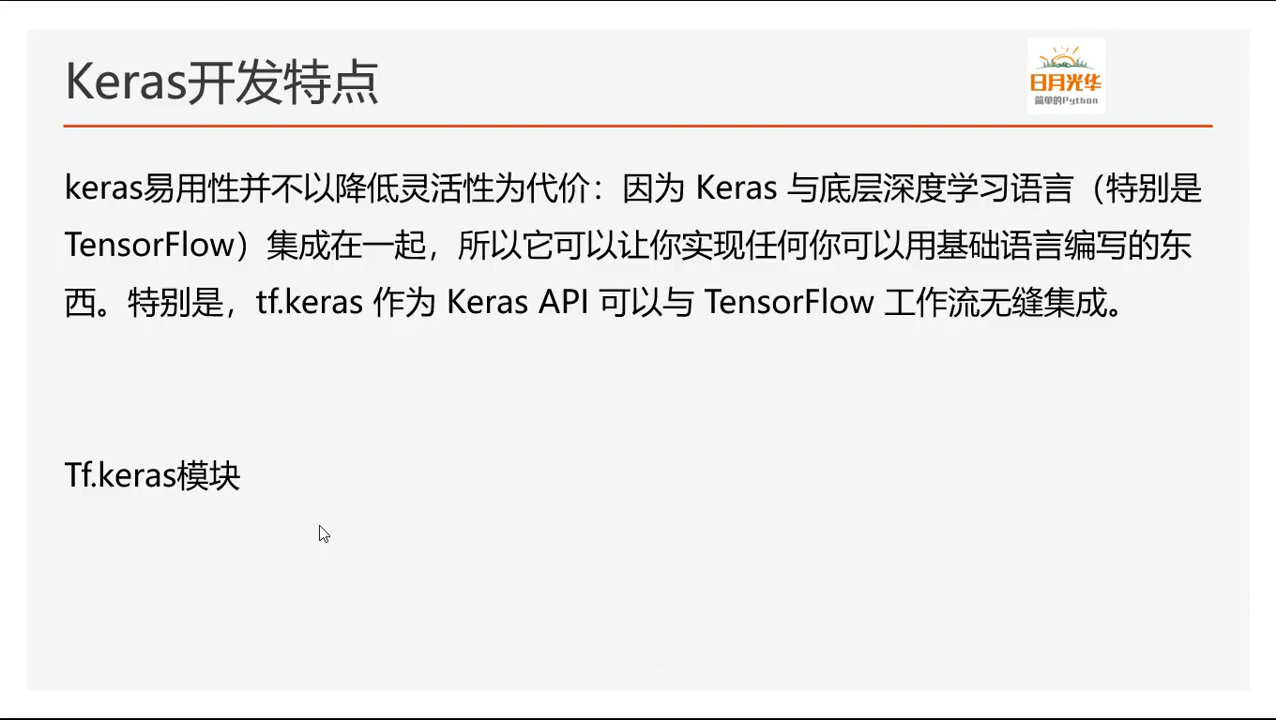 Keras开发特点
日月光华
简单的Python
keras易用性并不以降低灵活性为代价：因为 Keras 与底层深度学习语言（特别是
TensorFlow）集成在一起，所以它可以让你实现任何你可以用基础语言编写的东
西。特别是，tf.keras 作为 Keras API 可以与 TensorFlow 工作流无缝集成。
Tf.keras模块